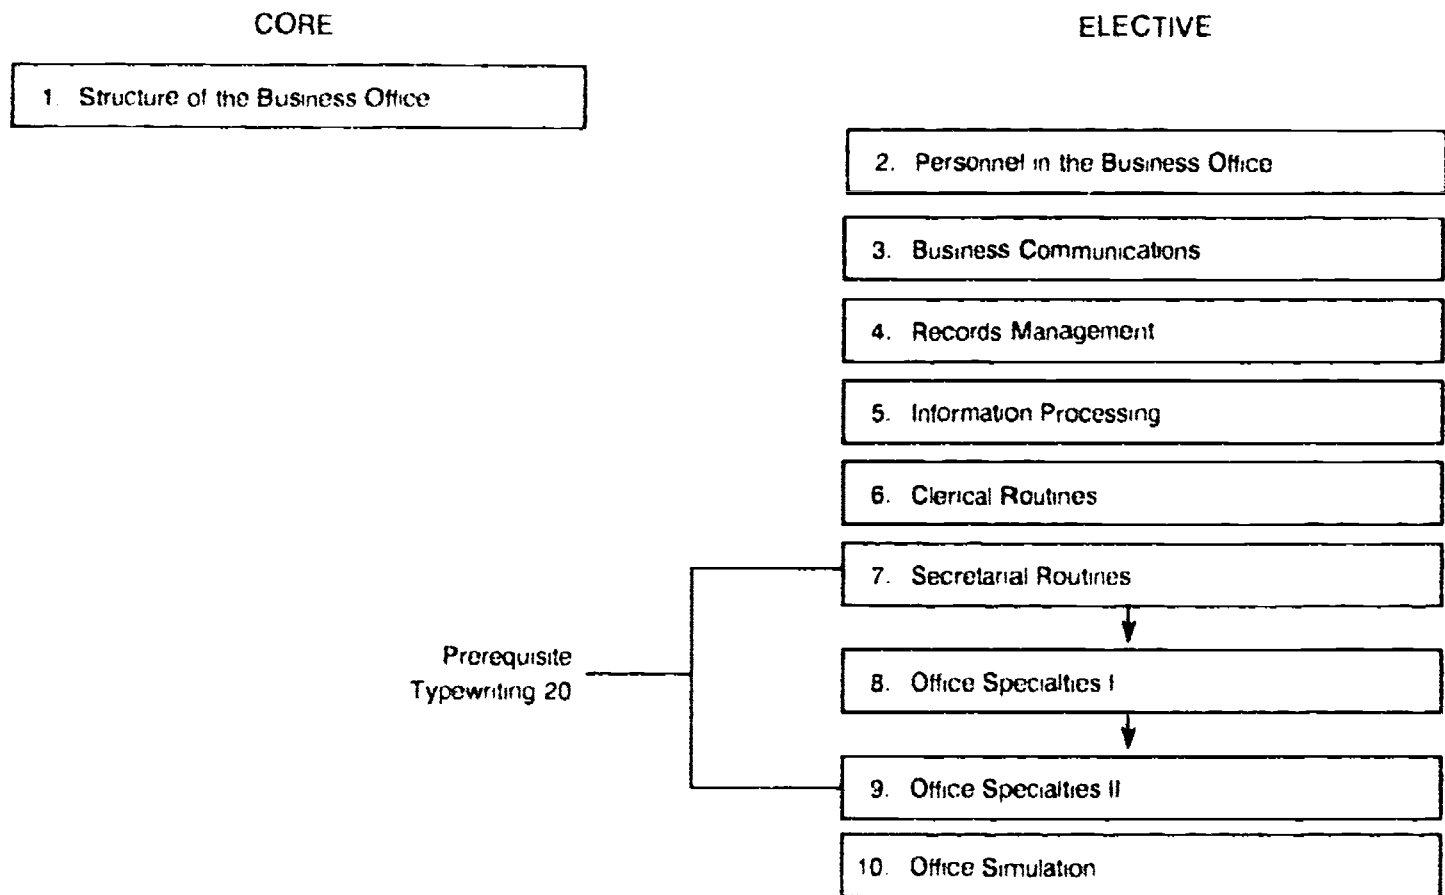 CORE
ELECTIVE
1. Structure of the Business Office
2. Personnel in the Business Office
3. Business Communications
4. Records Management
5. Information Processing
6. Clerical Routines
7. Secretarial Routines
Prerequisite
Typewriting 20
8. Office Specialties I
9. Office Specialties II
10. Office Simulation